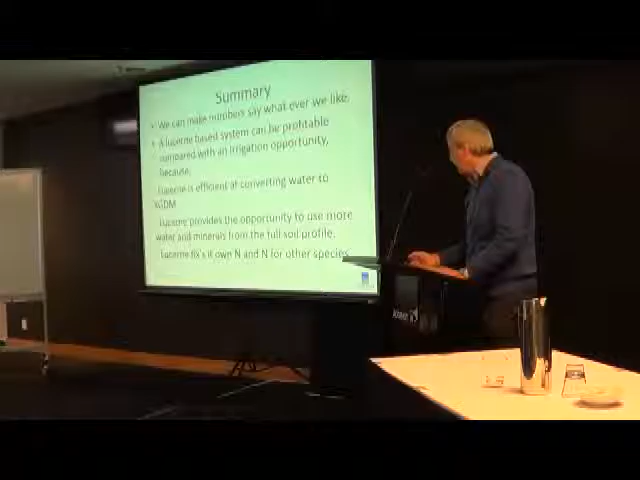 Summary
• We can make numbers say what ever we like.
• A lucerne based system can be profitable
compared with an irrigation opportunity,
because.
Lucerne is efficient at converting water to
KGDM
Lucerne provides the opportunity to use more
water and minerals from the full soil profile.
Lucerne fix's it own N and N for other species